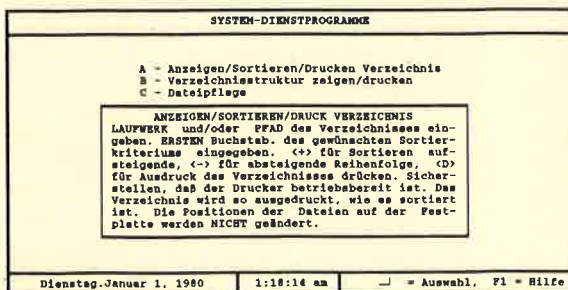 SYSTEM-DIENSTPROGRAMME
A - Anzeigen/Sortieren/Drucken Verzeichnis
B - Verzeichnisstruktur zeigen/drucken
C - Dateipflege
ANZEIGEN/SORTIEREN/DRUCK VERZEICHNIS
LAUFWERK und/oder PFAD des Verzeichnisses ein-
geben. ERSTEN Buchstab. des gewünschten Sortier-
kriteriums eingegeben. <+> für Sortieren auf-
steigende, <-> für absteigende Reihenfolge, <D>
für Ausdruck des Verzeichnisses drücken. Sicher-
stellen, daß der Drucker betriebsbereit ist. Das
Verzeichnis wird so ausgedruckt, wie es sortiert
ist. Die Positionen der Dateien auf der Fest-
platte werden NICHT geändert.
Dienstag.Januar 1, 1980 1:18:14 am ┘ = Auswahl, F1 = Hilfe